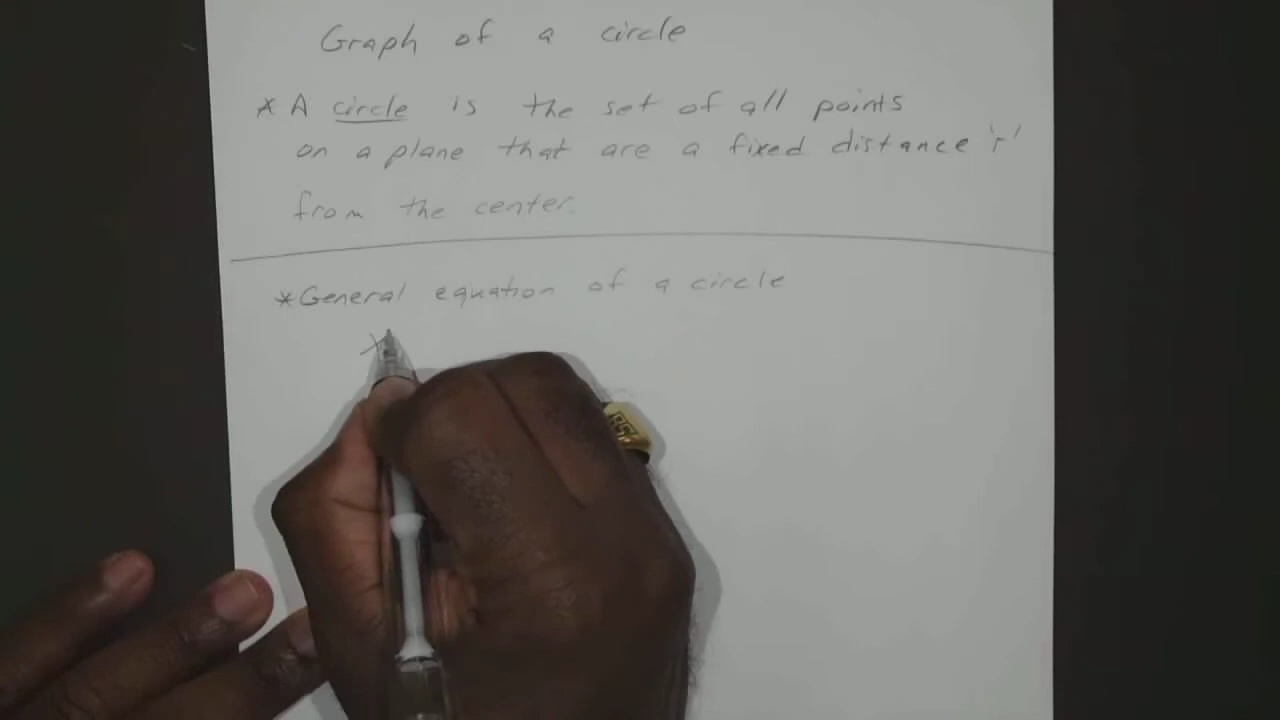 Graph of a circle
* A circle is the set of all points
on a plane that are a fixed distance 'r'
from the center.
* General equation of a circle
x